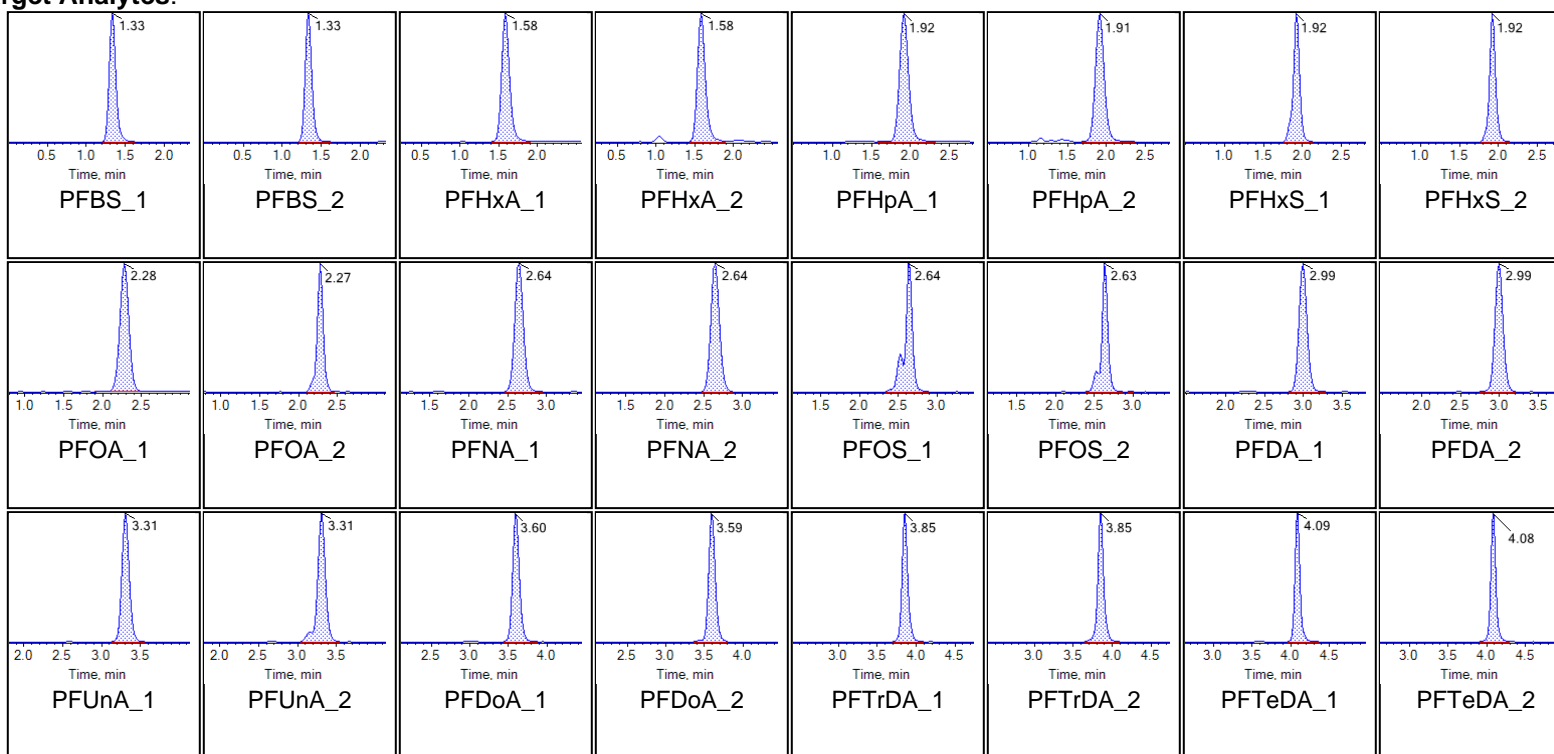 rget Analytes:
1.33 1.33 1.58 1.58 1.92 1.91 1.92 1.92
0.5 1.0 1.5 2.0 0.5 1.0 1.5 2.0 0.5 1.0 1.5 2.0 0.5 1.0 1.5 2.0 1.0 1.5 2.0 2.5 1.0 1.5 2.0 2.5 1.0 1.5 2.0 2.5 1.0 1.5 2.0 2.5
Time, min Time, min Time, min Time, min Time, min Time, min Time, min Time, min
PFBS_1 PFBS_2 PFHxA_1 PFHxA_2 PFHpA_1 PFHpA_2 PFHxS_1 PFHxS_2
2.28 2.27 2.64 2.64 2.64 2.63 2.99 2.99
1.0 1.5 2.0 2.5 1.0 1.5 2.0 2.5 1.5 2.0 2.5 3.0 1.5 2.0 2.5 3.0 1.5 2.0 2.5 3.0 1.5 2.0 2.5 3.0 2.0 2.5 3.0 3.5 2.0 2.5 3.0 3.5
Time, min Time, min Time, min Time, min Time, min Time, min Time, min Time, min
PFOA_1 PFOA_2 PFNA_1 PFNA_2 PFOS_1 PFOS_2 PFDA_1 PFDA_2
3.31 3.31 3.60 3.59 3.85 3.85 4.09 4.08
2.0 2.5 3.0 3.5 2.0 2.5 3.0 3.5 2.5 3.0 3.5 4.0 2.5 3.0 3.5 4.0 3.0 3.5 4.0 4.5 3.0 3.5 4.0 4.5 3.0 3.5 4.0 4.5 3.0 3.5 4.0 4.5
Time, min Time, min Time, min Time, min Time, min Time, min Time, min Time, min
PFUnA_1 PFUnA_2 PFDoA_1 PFDoA_2 PFTrDA_1 PFTrDA_2 PFTeDA_1 PFTeDA_2